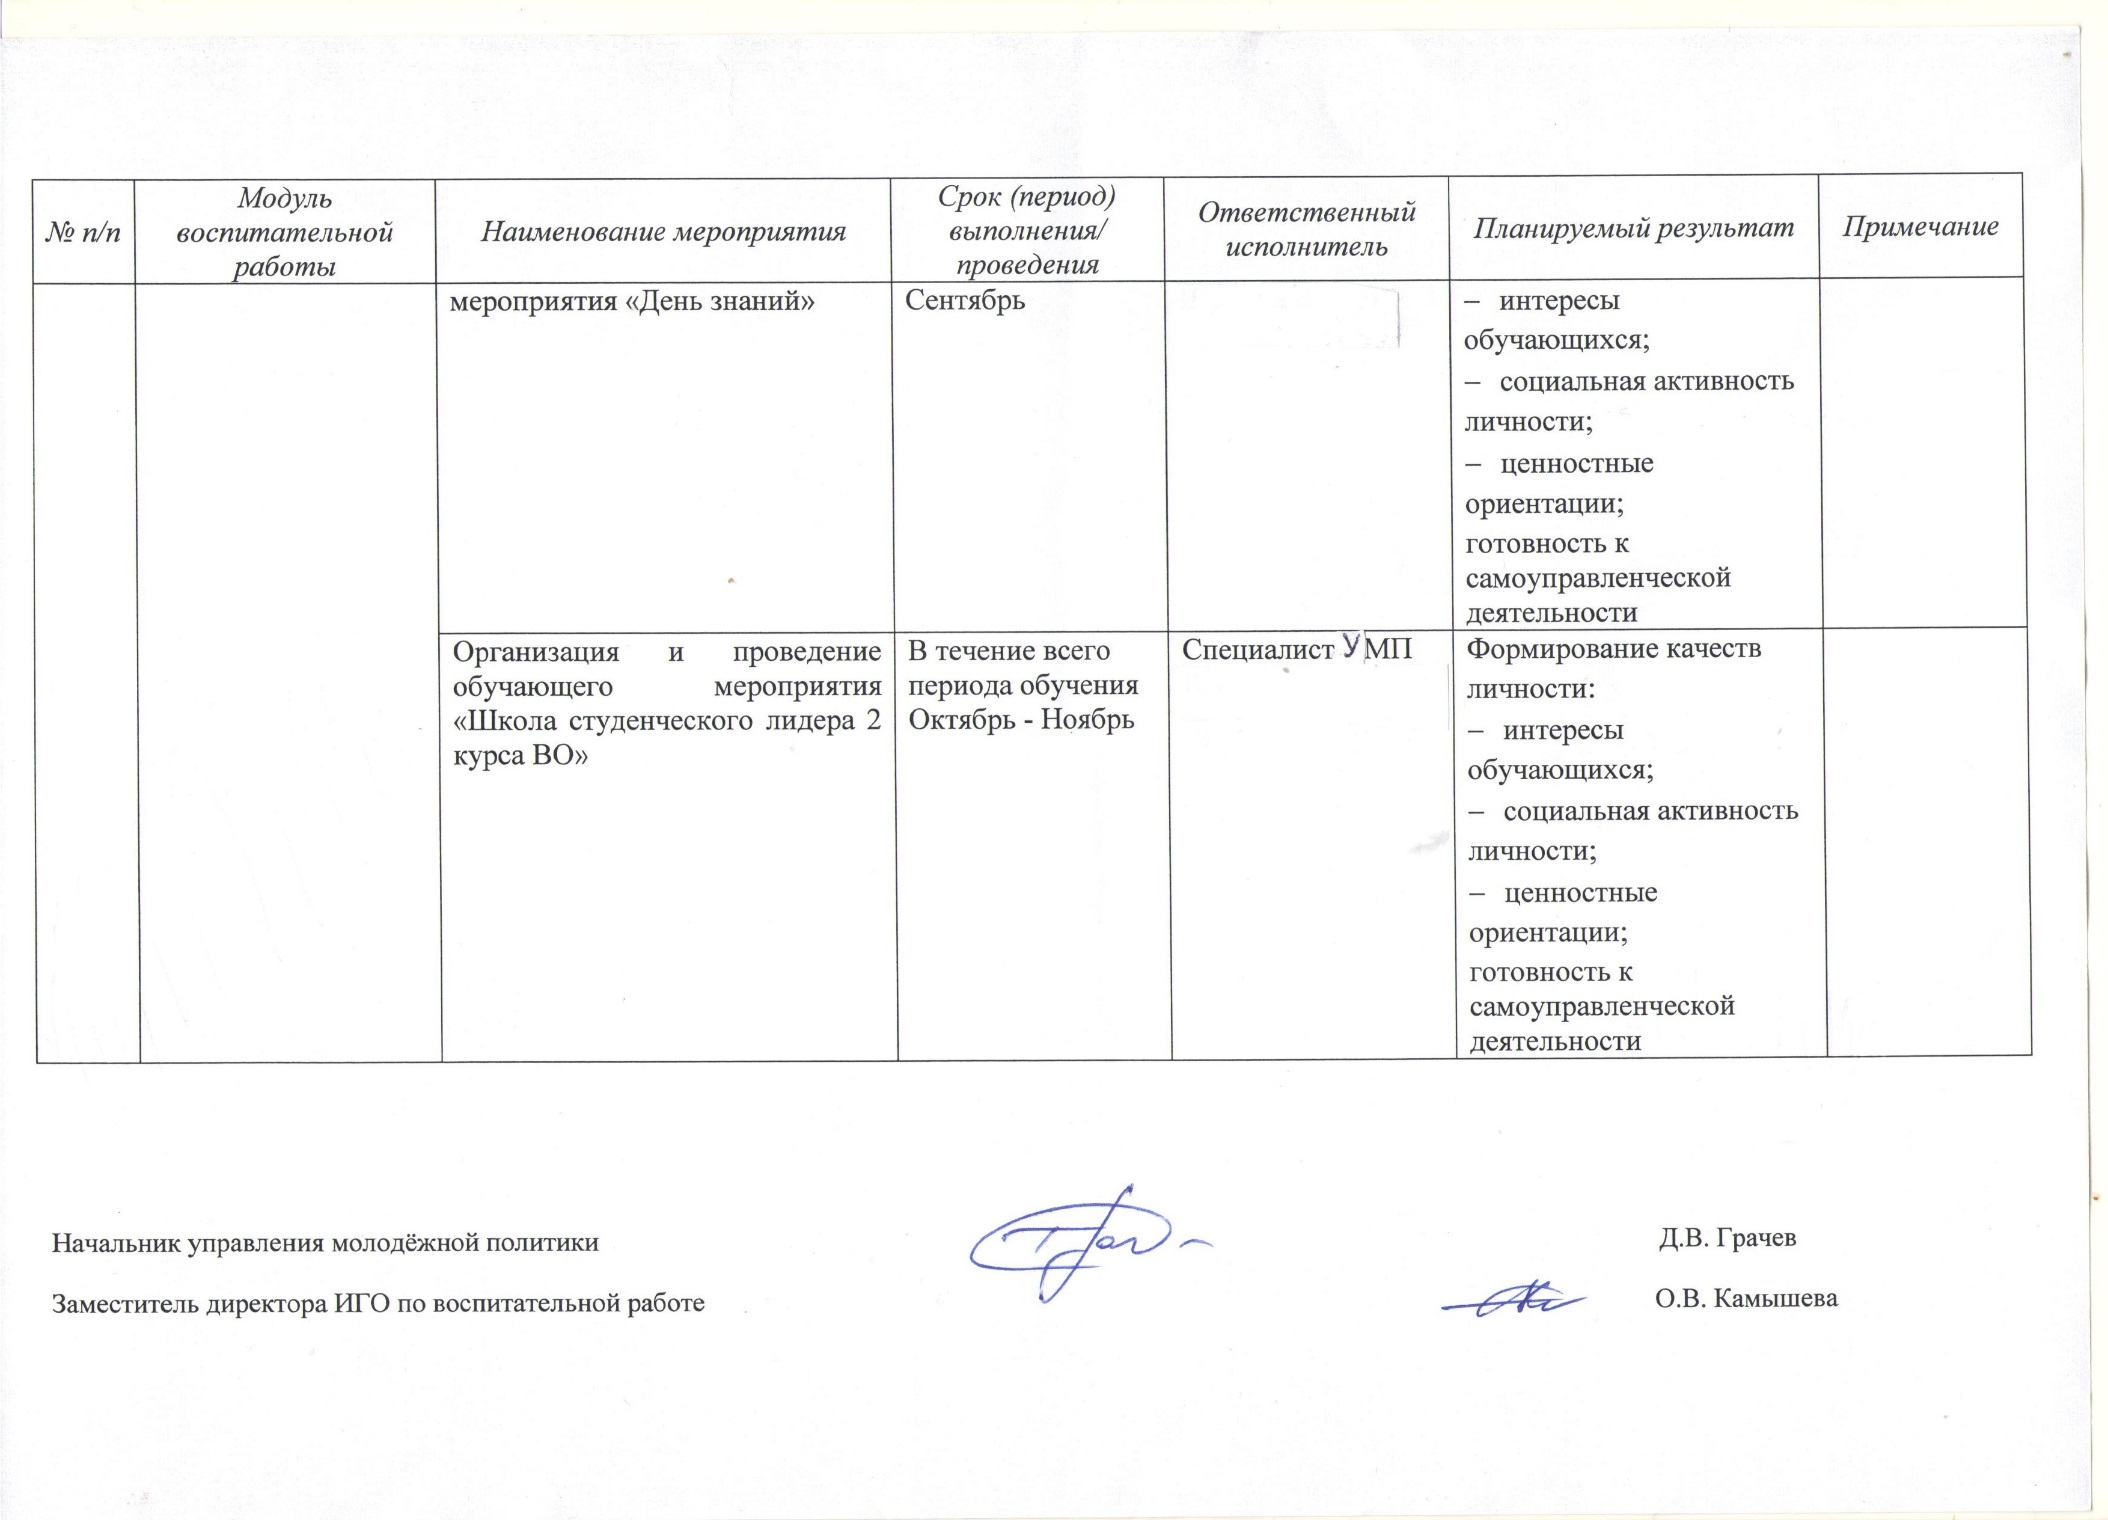 № п/п
Модуль
воспитательной
работы
Наименование мероприятия
Срок (период)
выполнения/
проведения
Ответственный
исполнитель
Планируемый результат
Примечание
мероприятия «День знаний»
Сентябрь
– интересы
обучающихся;
– социальная активность
личности;
– ценностные
ориентации;
готовность к
самоуправленческой
деятельности
Организация и проведение
обучающего мероприятия
«Школа студенческого лидера 2
курса ВО»
В течение всего
периода обучения
Октябрь - Ноябрь
Специалист УМП
Формирование качеств
личности:
– интересы
обучающихся;
– социальная активность
личности;
– ценностные
ориентации;
готовность к
самоуправленческой
деятельности
Начальник управления молодёжной политики
Д.В. Грачев
Заместитель директора ИГО по воспитательной работе
О.В. Камышева